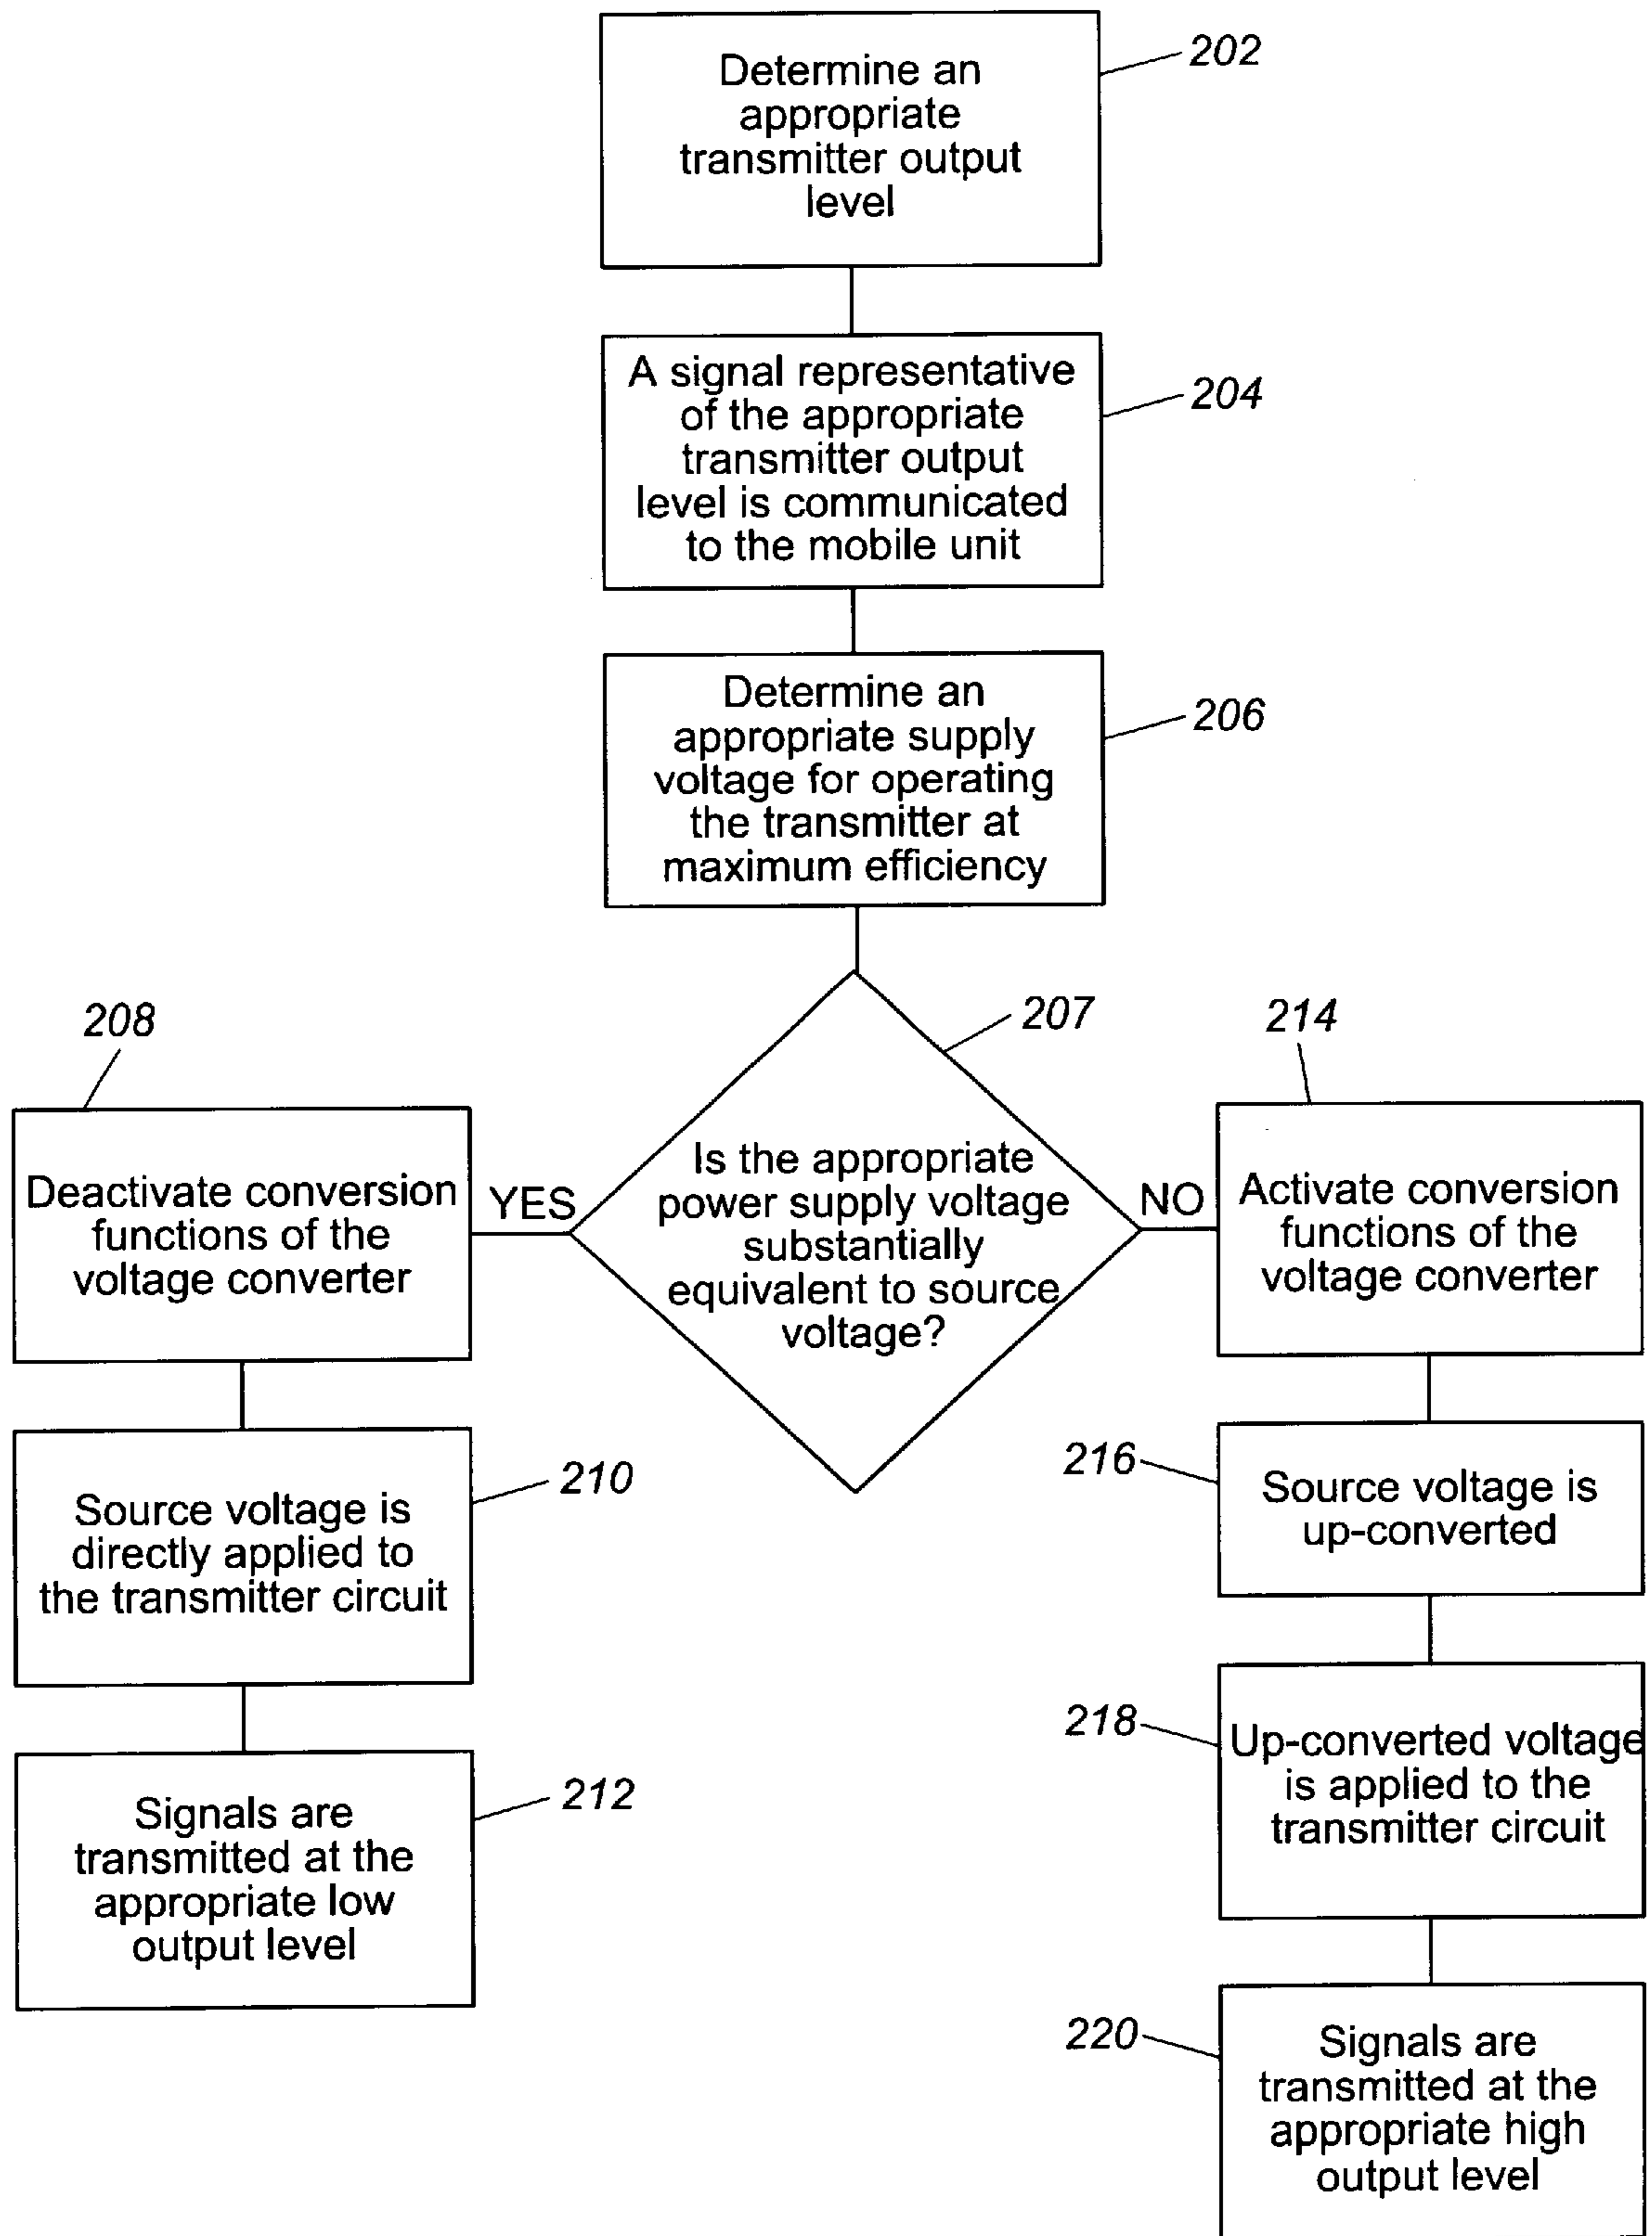 Determine an
appropriate
transmitter output
level
202
A signal representative
of the appropriate
transmitter output
level is communicated
to the mobile unit
204
Determine an
appropriate supply
voltage for operating
the transmitter at
maximum efficiency
206
207
Is the appropriate
power supply voltage
substantially
equivalent to source
voltage?
YES
NO
208
Deactivate conversion
functions of the
voltage converter
210
Source voltage is
directly applied to
the transmitter circuit
212
Signals are
transmitted at the
appropriate low
output level
214
Activate conversion
functions of the
voltage converter
216
Source voltage is
up-converted
218
Up-converted voltage
is applied to the
transmitter circuit
220
Signals are
transmitted at the
appropriate high
output level